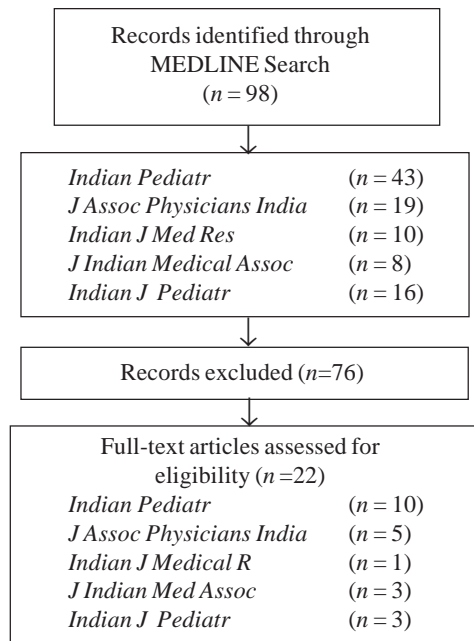 Records identified through
MEDLINE Search
(n = 98)
Indian Pediatr (n = 43)
J Assoc Physicians India (n = 19)
Indian J Med Res (n = 10)
J Indian Medical Assoc (n = 8)
Indian J Pediatr (n = 16)
Records excluded (n=76)
Full-text articles assessed for
eligibility (n =22)
Indian Pediatr (n = 10)
J Assoc Physicians India (n = 5)
Indian J Medical R (n = 1)
J Indian Med Assoc (n = 3)
Indian J Pediatr (n = 3)